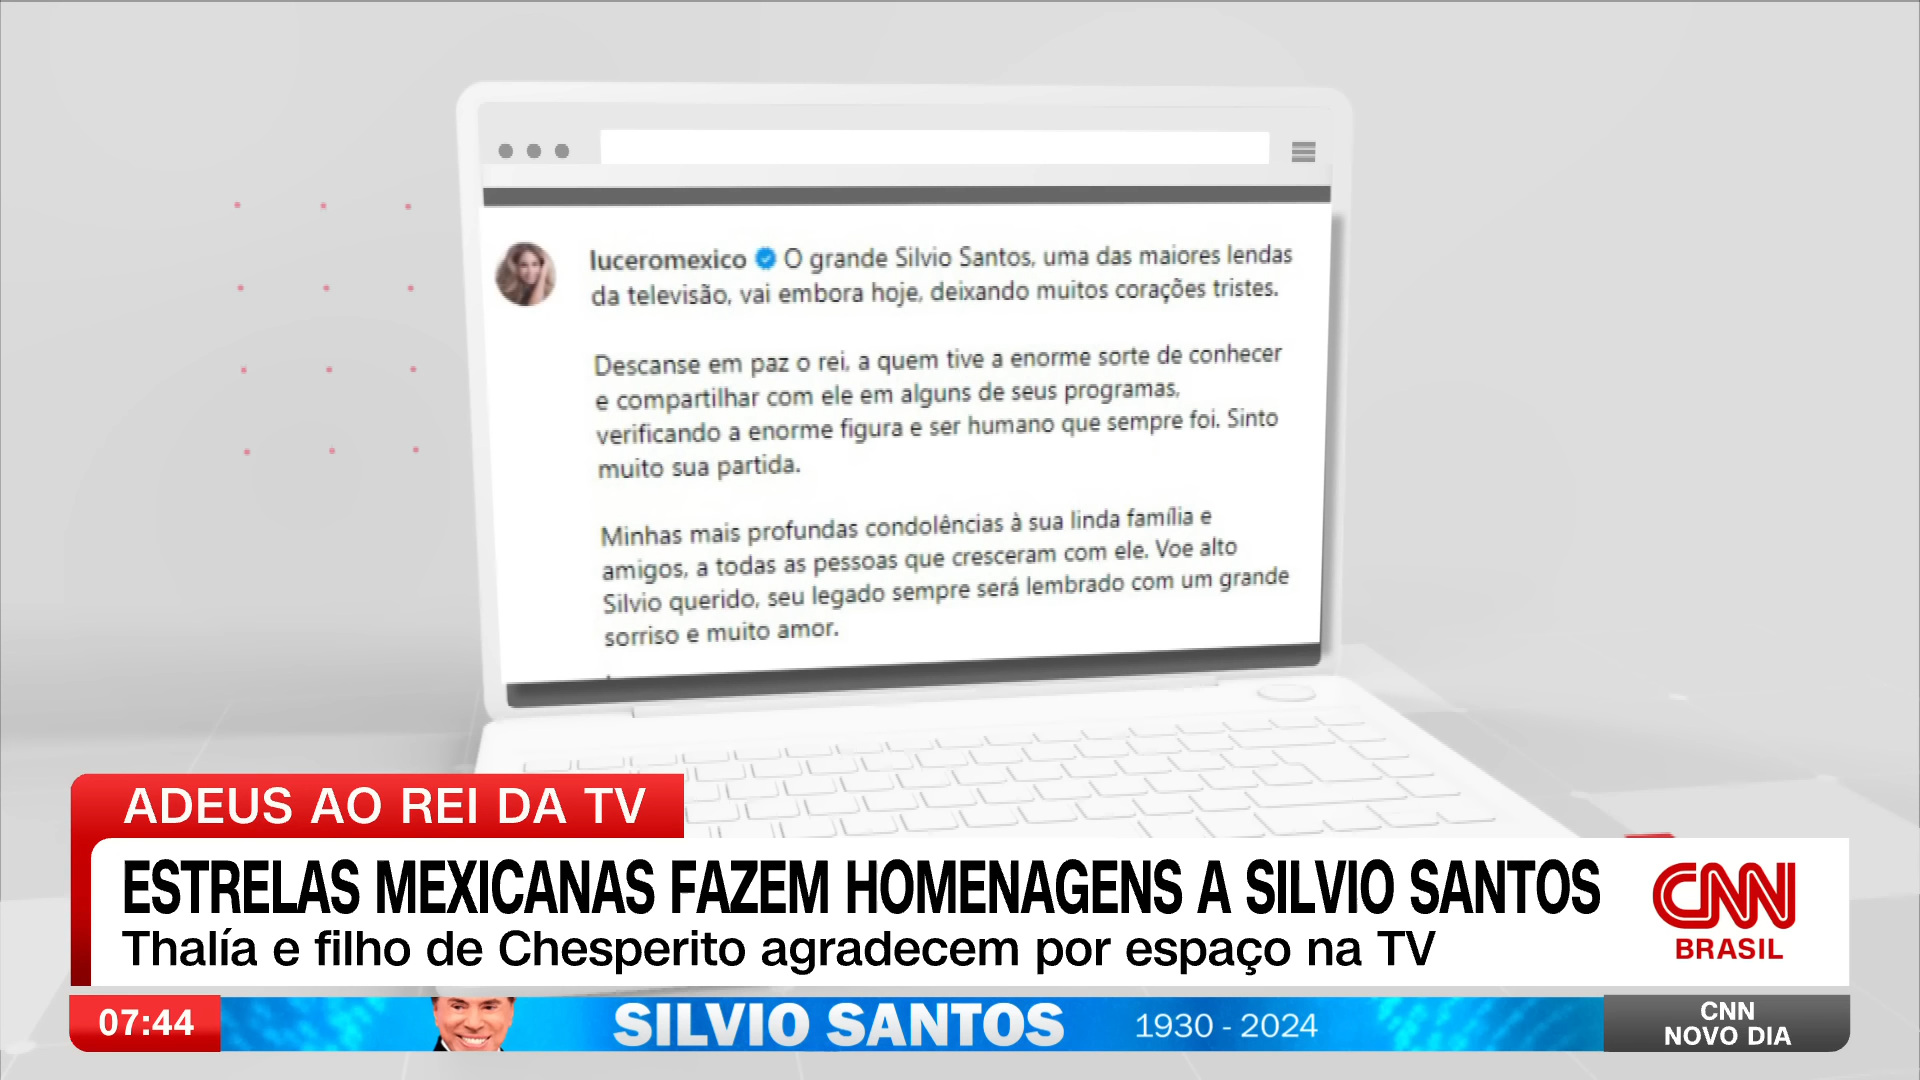 luceromexico O grande Silvio Santos, uma das maiores lendas
da televisão, vai embora hoje, deixando muitos corações tristes.
Descanse em paz o rei, a quem tive a enorme sorte de conhecer
e compartilhar com ele em alguns de seus programas,
verificando a enorme figura e ser humano que sempre foi. Sinto
muito sua partida.
Minhas mais profundas condolências à sua linda família e
amigos, a todas as pessoas que cresceram com ele. Voe alto
Silvio querido, seu legado sempre será lembrado com um grande
sorriso e muito amor.
ADEUS AO REI DA TV
ESTRELAS MEXICANAS FAZEM HOMENAGENS A SILVIO SANTOS
Thalía e filho de Chesperito agradecem por espaço na TV
CNN
BRASIL
07:44
SILVIO SANTOS
1930 - 2024
CNN
NOVO DIA